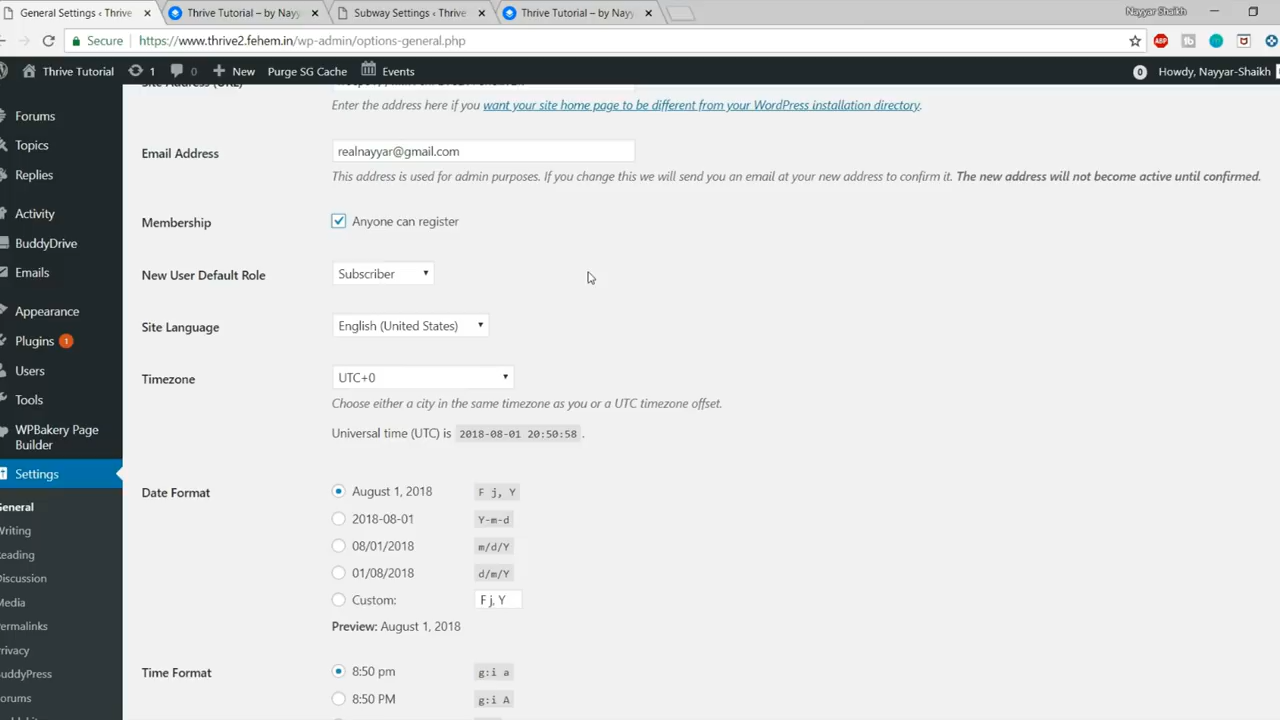 General Settings ‹ Thrive
Thrive Tutorial – by Nayy
Subway Settings ‹ Thrive
Thrive Tutorial – by Nayy
Nayyar Shaikh
Secure
https://www.thrive2.fehem.in/wp-admin/options-general.php
ABP
Thrive Tutorial
1
0
New
Purge SG Cache
Events
0
Howdy, Nayyar-Shaikh
Forums
Topics
Replies
Activity
BuddyDrive
Emails
Appearance
Plugins 1
Users
Tools
WPBakery Page
Builder
Settings
General
Writing
eading
Discussion
Media
ermalinks
rivacy
uddyPress
orums
Site Address (URL)
Enter the address here if you want your site home page to be different from your WordPress installation directory.
Email Address
realnayyar@gmail.com
This address is used for admin purposes. If you change this we will send you an email at your new address to confirm it. The new address will not become active until confirmed.
Membership
Anyone can register
New User Default Role
Subscriber
Site Language
English (United States)
Timezone
UTC+0
Choose either a city in the same timezone as you or a UTC timezone offset.
Universal time (UTC) is 2018-08-01 20:50:58 .
Date Format
August 1, 2018
F j, Y
2018-08-01
Y-m-d
08/01/2018
m/d/Y
01/08/2018
d/m/Y
Custom:
F j, Y
Preview: August 1, 2018
Time Format
8:50 pm
g:i a
8:50 PM
g:i A